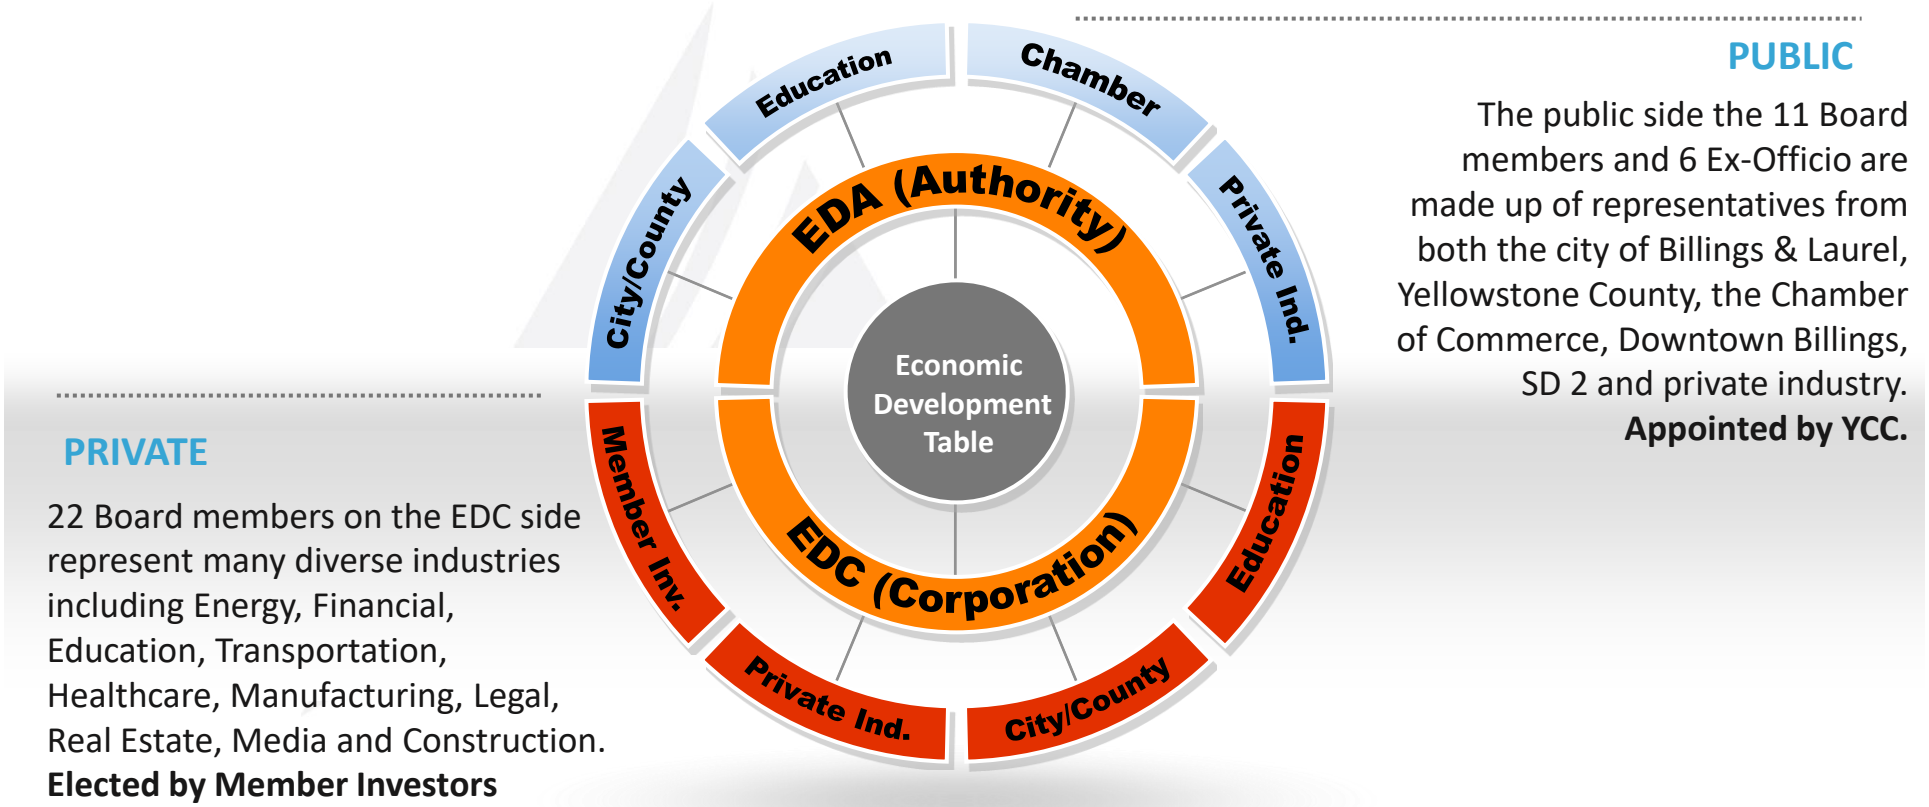 PUBLIC
The public side the 11 Board
members and 6 Ex-Officio are
made up of representatives from
both the city of Billings & Laurel,
Yellowstone County, the Chamber
of Commerce, Downtown Billings,
SD 2 and private industry.
Appointed by YCC.
City/County
Education
Chamber
Private Ind.
EDA (Authority)
Economic
Development
Table
EDC (Corporation)
Member Inv.
Private Ind.
City/County
Education
PRIVATE
22 Board members on the EDC side
represent many diverse industries
including Energy, Financial,
Education, Transportation,
Healthcare, Manufacturing, Legal,
Real Estate, Media and Construction.
Elected by Member Investors